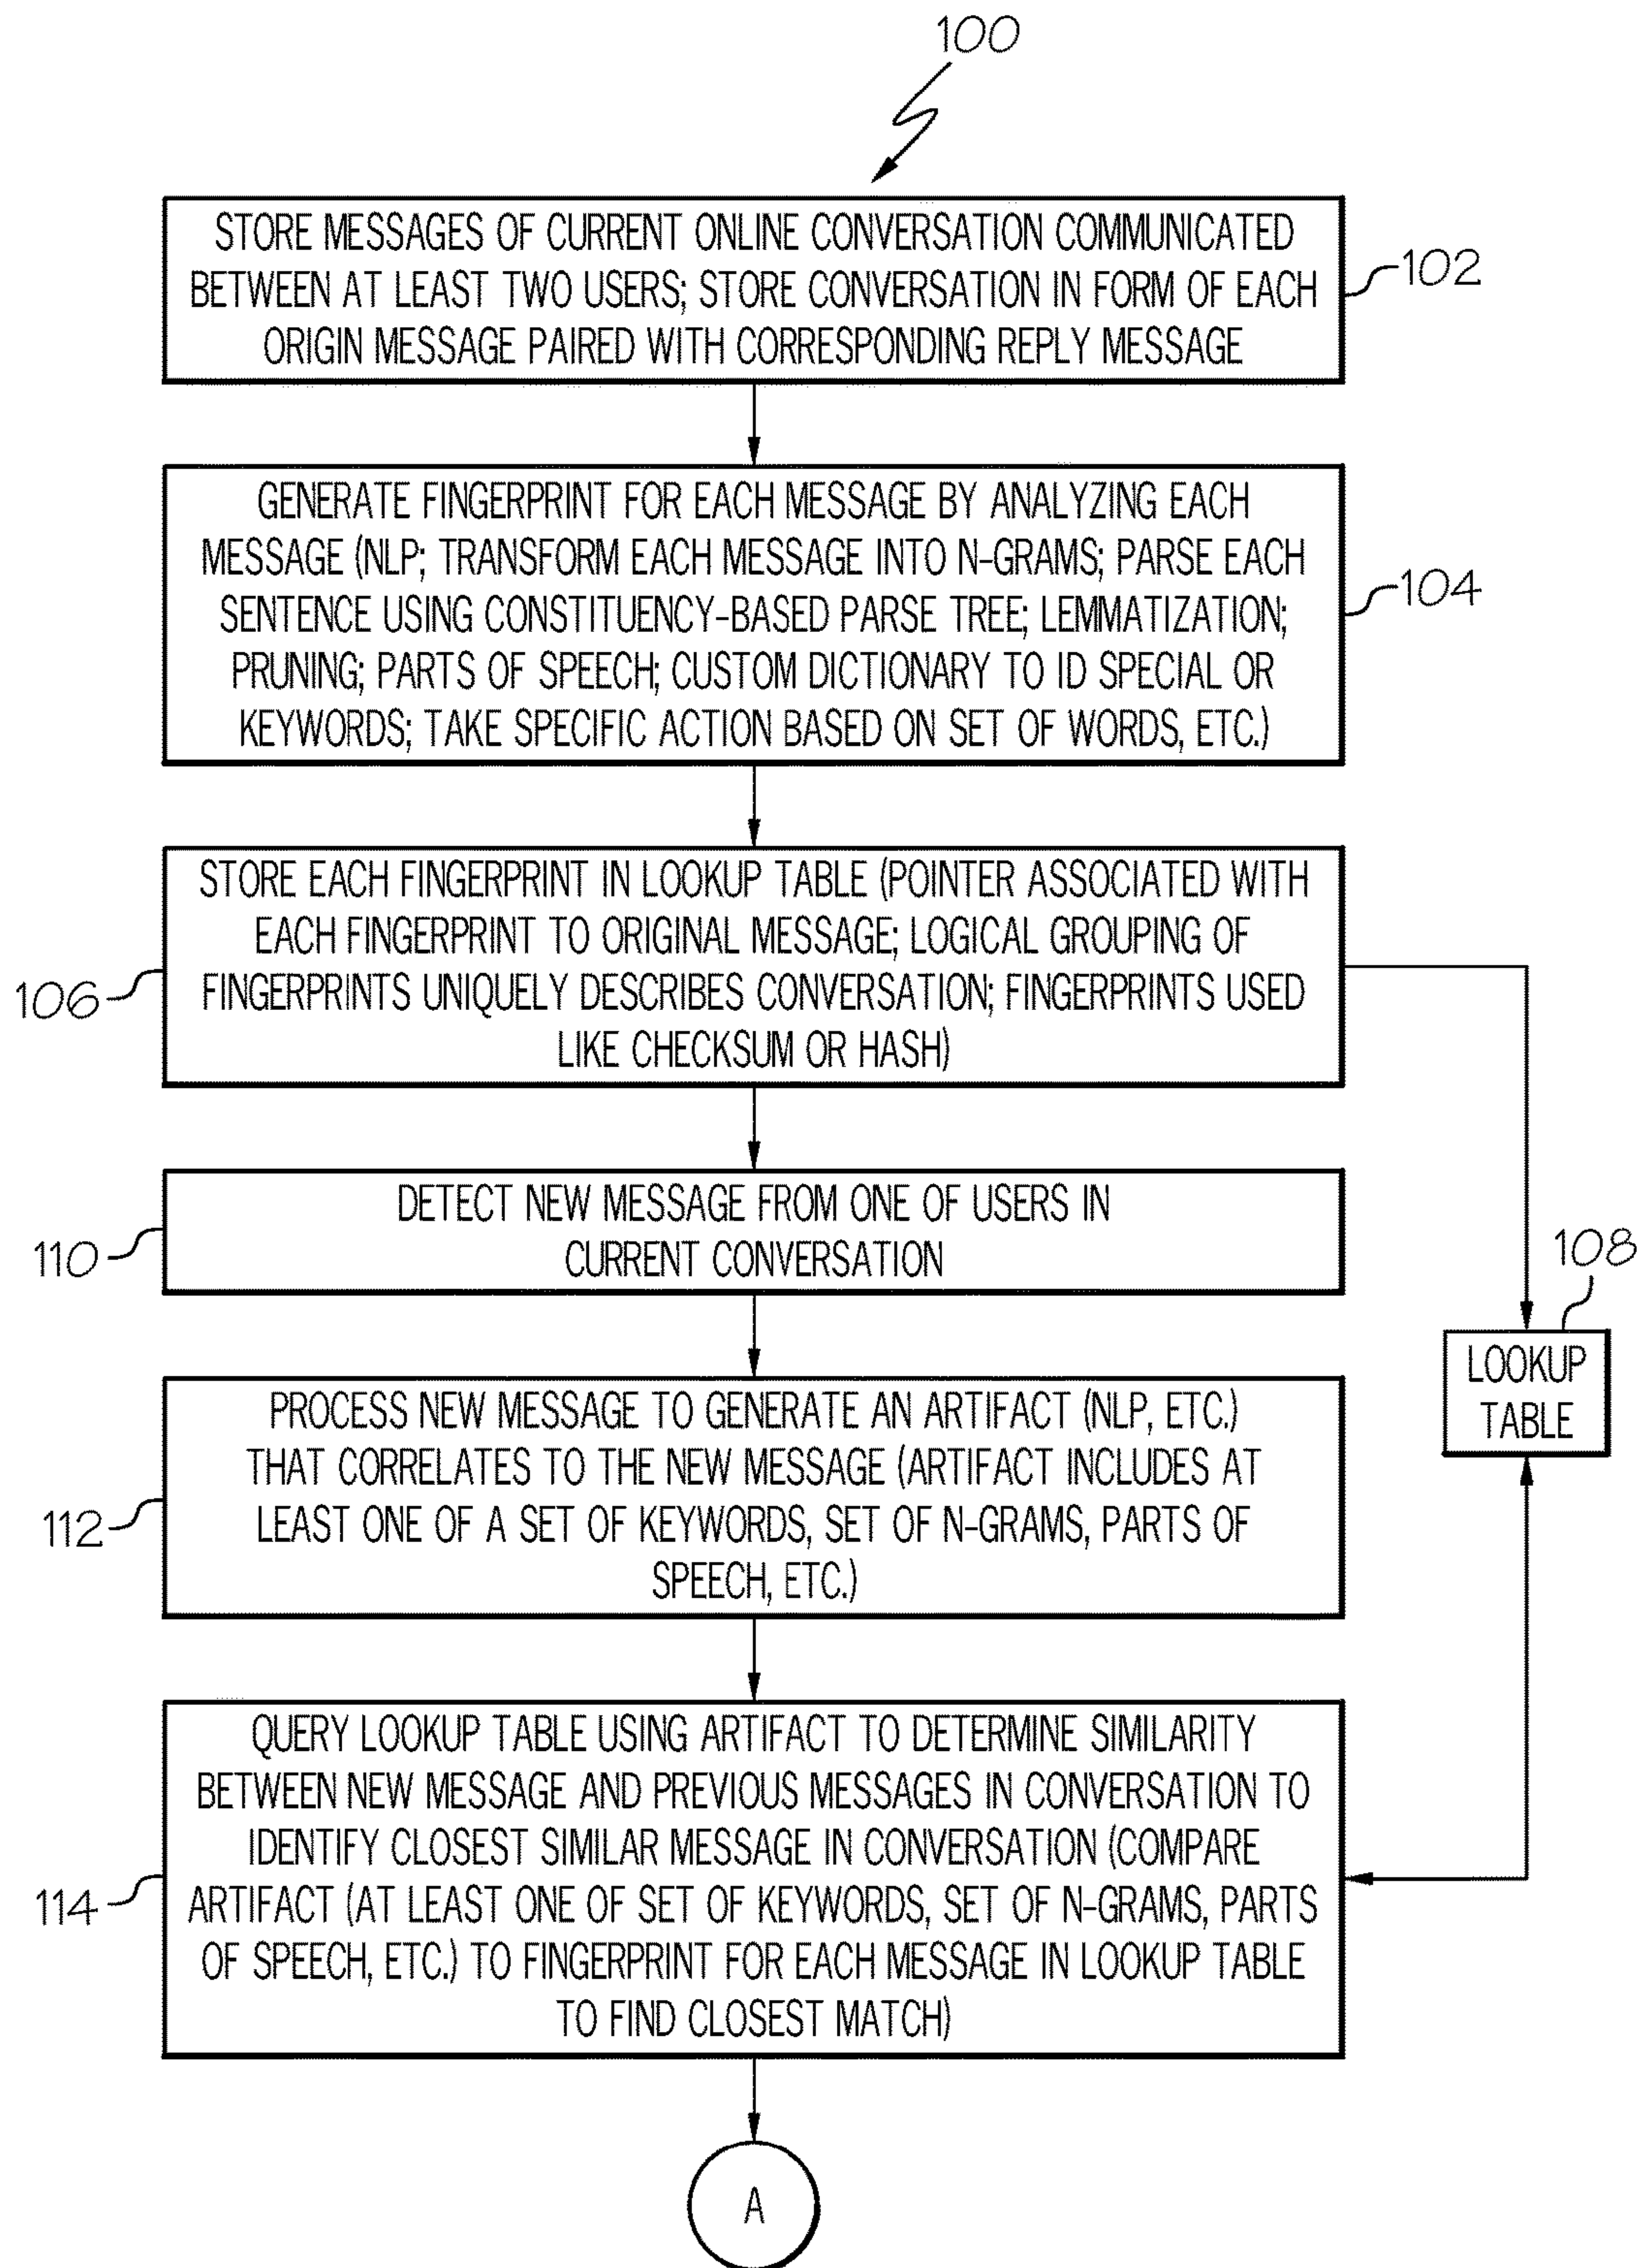 100
STORE MESSAGES OF CURRENT ONLINE CONVERSATION COMMUNICATED
BETWEEN AT LEAST TWO USERS; STORE CONVERSATION IN FORM OF EACH
ORIGIN MESSAGE PAIRED WITH CORRESPONDING REPLY MESSAGE
102
GENERATE FINGERPRINT FOR EACH MESSAGE BY ANALYZING EACH
MESSAGE (NLP; TRANSFORM EACH MESSAGE INTO N-GRAMS; PARSE EACH
SENTENCE USING CONSTITUENCY-BASED PARSE TREE; LEMMATIZATION;
PRUNING; PARTS OF SPEECH; CUSTOM DICTIONARY TO ID SPECIAL OR
KEYWORDS; TAKE SPECIFIC ACTION BASED ON SET OF WORDS, ETC.)
104
STORE EACH FINGERPRINT IN LOOKUP TABLE (POINTER ASSOCIATED WITH
EACH FINGERPRINT TO ORIGINAL MESSAGE; LOGICAL GROUPING OF
FINGERPRINTS UNIQUELY DESCRIBES CONVERSATION; FINGERPRINTS USED
LIKE CHECKSUM OR HASH)
106
DETECT NEW MESSAGE FROM ONE OF USERS IN
CURRENT CONVERSATION
110
108
LOOKUP
TABLE
PROCESS NEW MESSAGE TO GENERATE AN ARTIFACT (NLP, ETC.)
THAT CORRELATES TO THE NEW MESSAGE (ARTIFACT INCLUDES AT
LEAST ONE OF A SET OF KEYWORDS, SET OF N-GRAMS, PARTS OF
SPEECH, ETC.)
112
QUERY LOOKUP TABLE USING ARTIFACT TO DETERMINE SIMILARITY
BETWEEN NEW MESSAGE AND PREVIOUS MESSAGES IN CONVERSATION TO
IDENTIFY CLOSEST SIMILAR MESSAGE IN CONVERSATION (COMPARE
ARTIFACT (AT LEAST ONE OF SET OF KEYWORDS, SET OF N-GRAMS, PARTS
OF SPEECH, ETC.) TO FINGERPRINT FOR EACH MESSAGE IN LOOKUP TABLE
TO FIND CLOSEST MATCH)
114
A